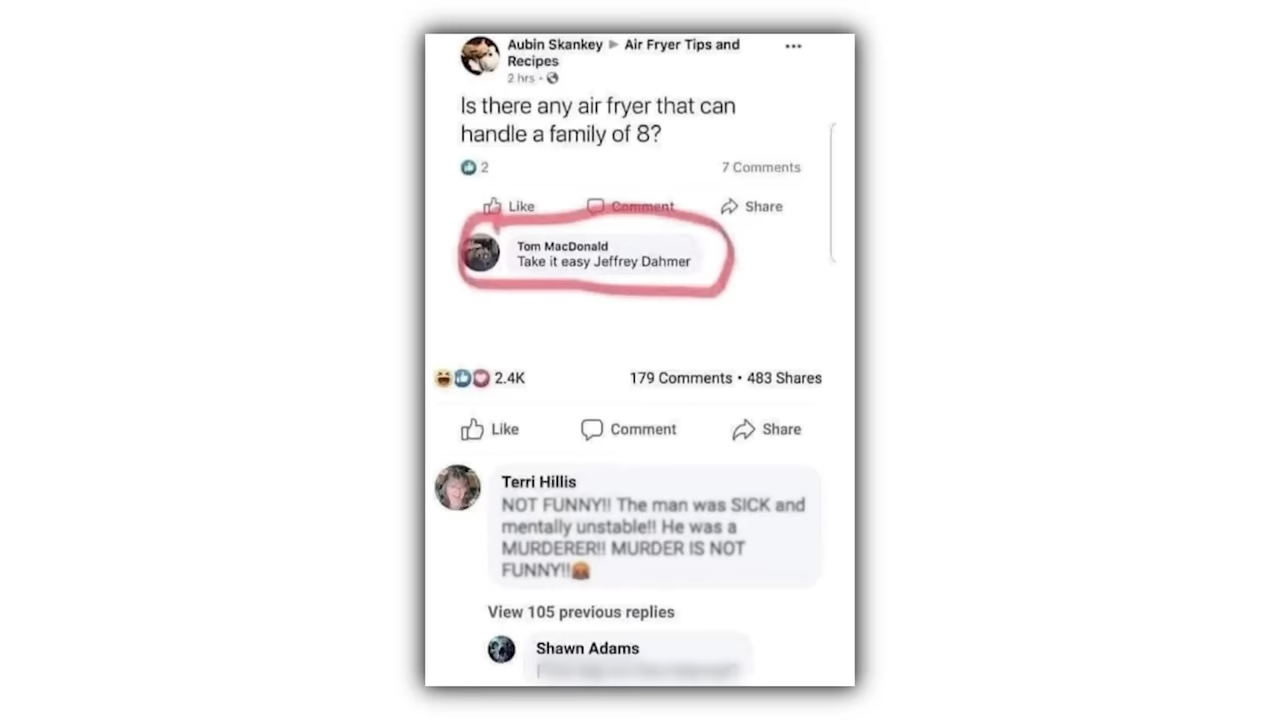 Aubin Skankey ▶ Air Fryer Tips and
Recipes
2 hrs ·
Is there any air fryer that can
handle a family of 8?
2
7 Comments
Like Comment Share
Tom MacDonald
Take it easy Jeffrey Dahmer
2.4K
179 Comments • 483 Shares
Like Comment Share
Terri Hillis
NOT FUNNY!! The man was SICK and
mentally unstable!! He was a
MURDERER!! MURDER IS NOT
FUNNY!!🤬
View 105 previous replies
Shawn Adams